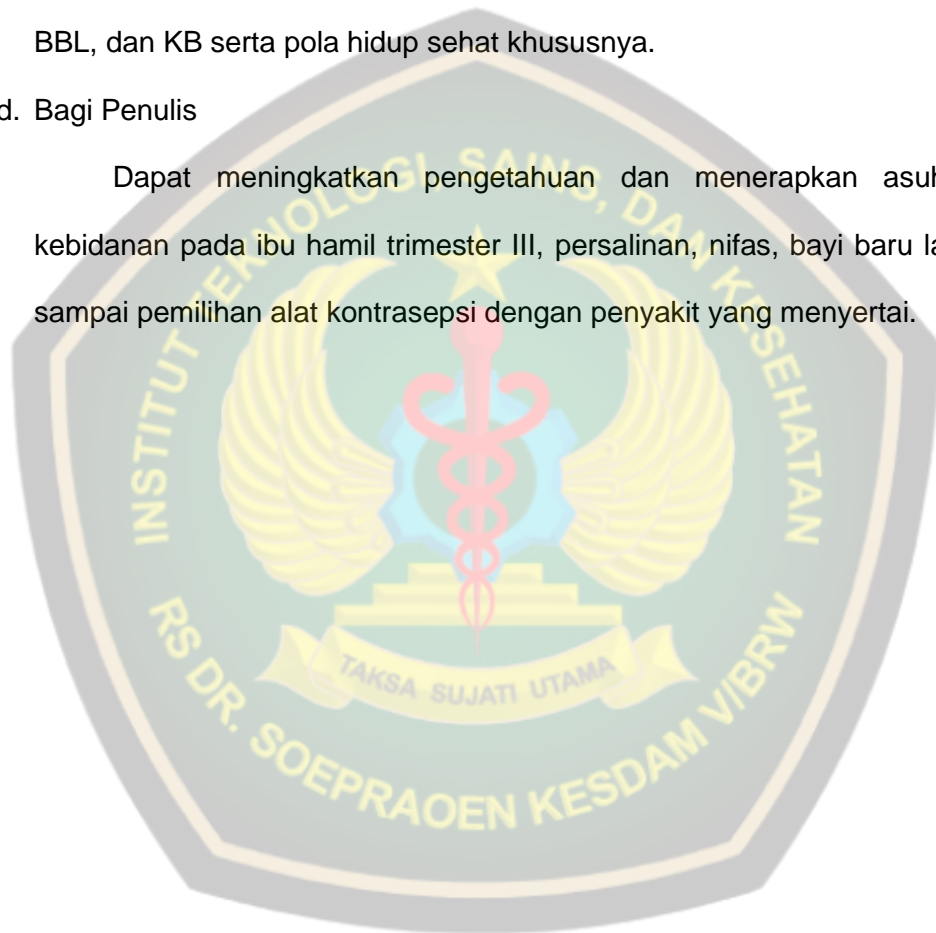 BBL, dan KB serta pola hidup sehat khususnya.
d. Bagi Penulis
Dapat meningkatkan pengetahuan dan menerapkan asuh
kebidanan pada ibu hamil trimester III, persalinan, nifas, bayi baru la
sampai pemilihan alat kontrasepsi dengan penyakit yang menyertai.
INSTITUT TEKNOLOGI, SAINS, DAN KESEHATAN
TAKSA SUJATI UTAMA
RS DR. SOEPRAOEN KESDAM V/BRW